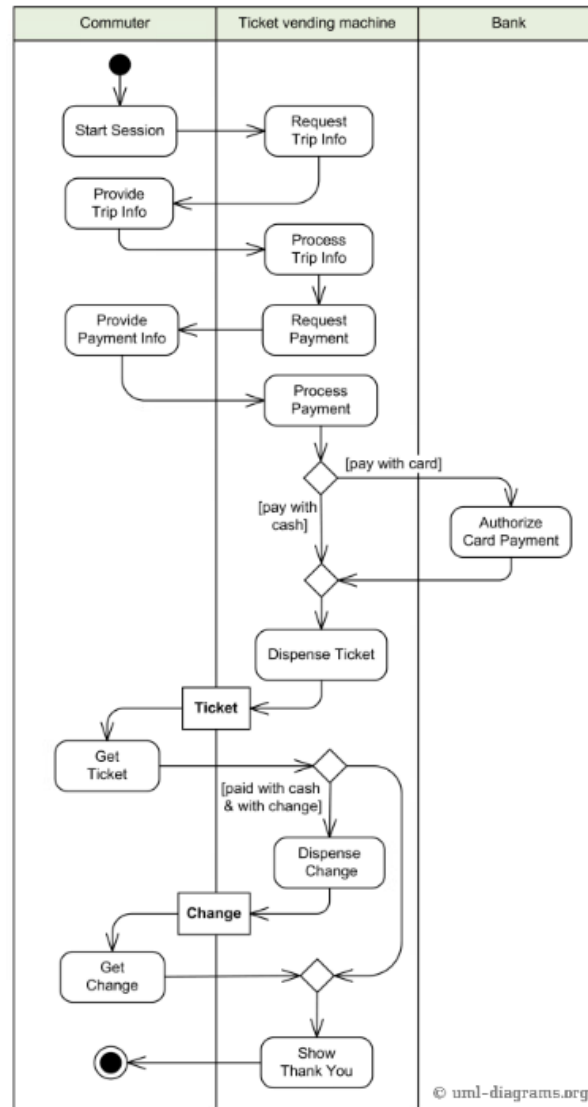 Commuter
Ticket vending machine
Bank
Start Session
Request
Trip Info
Provide
Trip Info
Process
Trip Info
Provide
Payment Info
Request
Payment
Process
Payment
[pay with card]
[pay with
cash]
Authorize
Card Payment
Dispense Ticket
Ticket
Get
Ticket
[paid with cash
& with change]
Dispense
Change
Change
Get
Change
Show
Thank You
© uml-diagrams.org